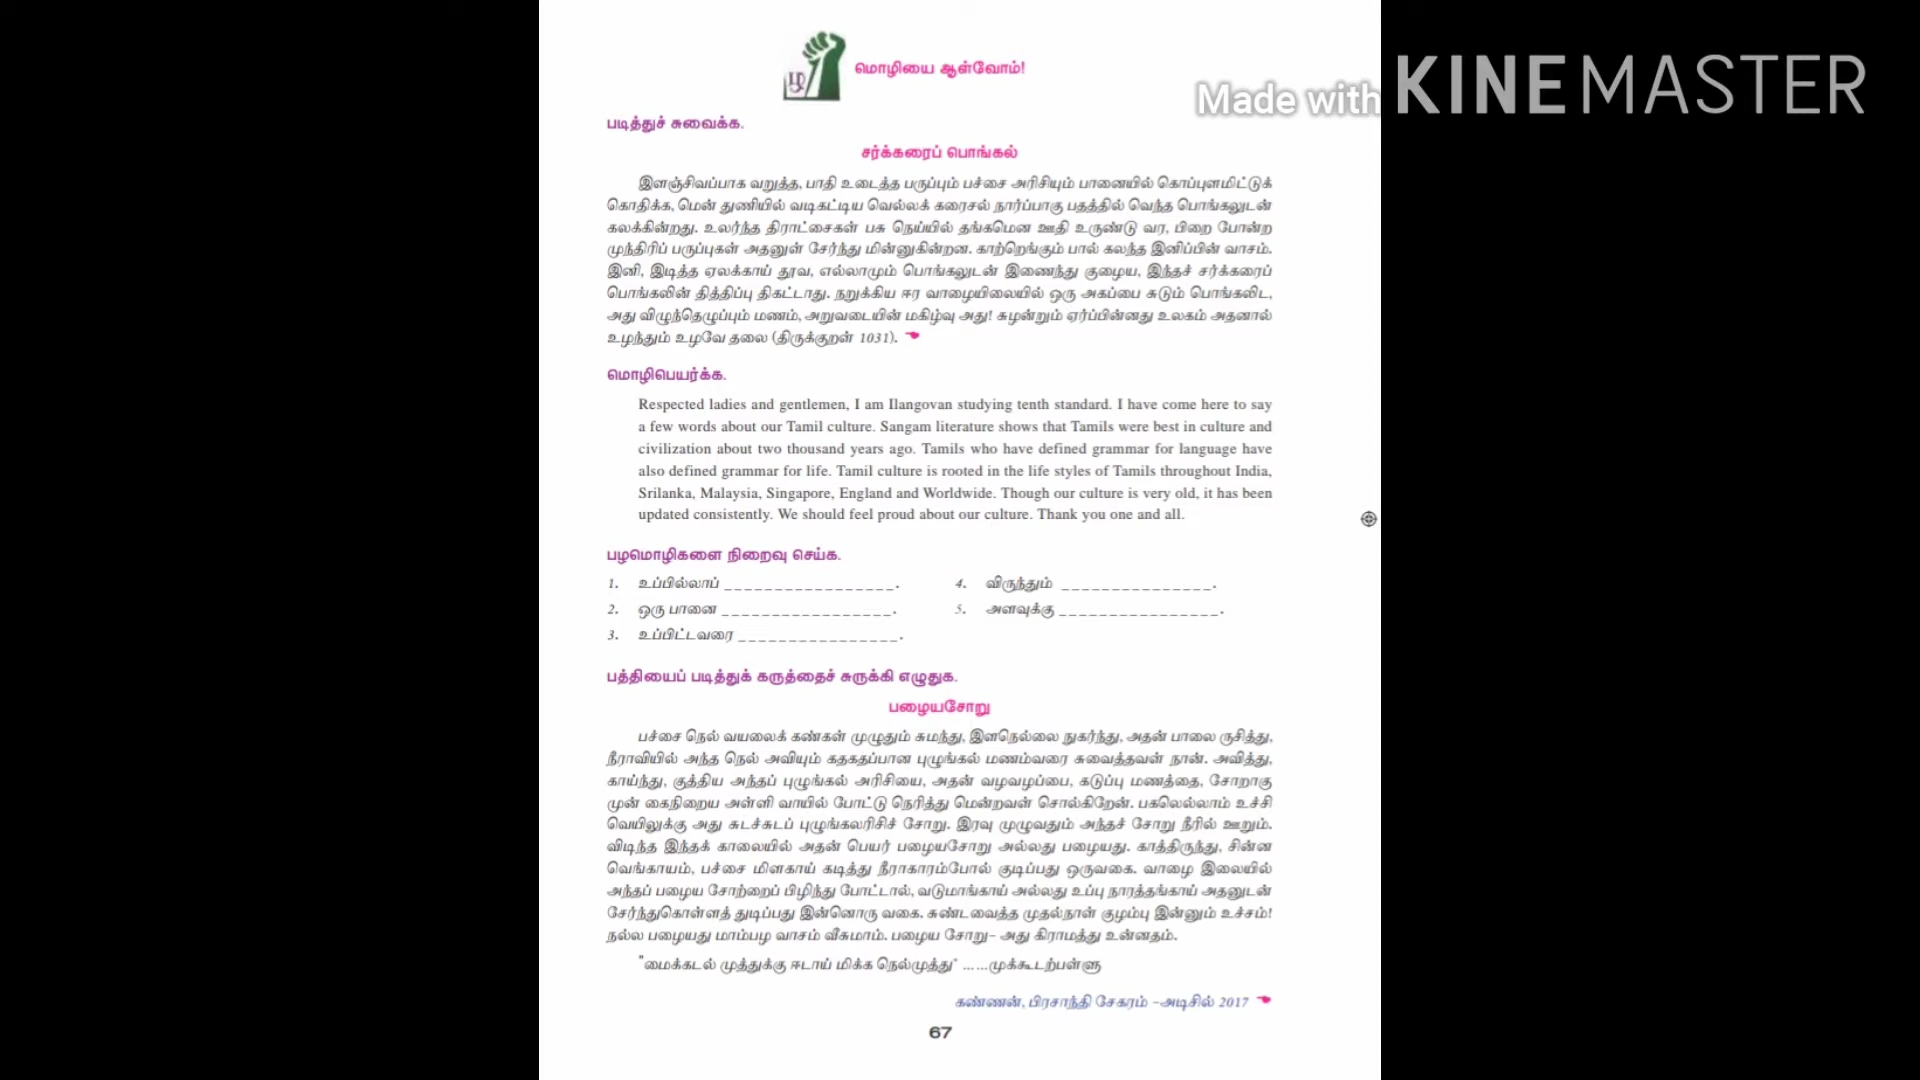 ழ
மொழியை ஆள்வோம்!
Made with KINEMASTER
படித்துச் சுவைக்க.
சர்க்கரைப் பொங்கல்
இளஞ்சிவப்பாக வறுத்த, பாதி உடைத்த பருப்பும் பச்சை அரிசியும் பானையில் கொப்புளமிட்டுக்
கொதிக்க, மென் துணியில் வடிகட்டிய வெல்லக் கரைசல் நார்ப்பாகு பதத்தில் வெந்த பொங்கலுடன்
கலக்கின்றது. உலர்ந்த திராட்சைகள் பசு நெய்யில் தங்கமென ஊதி உருண்டு வர, பிறை போன்ற
முந்திரிப் பருப்புகள் அதனுள் சேர்ந்து மின்னுகின்றன. காற்றெங்கும் பால் கலந்த இனிப்பின் வாசம்.
இனி, இடித்த ஏலக்காய் தூவ, எல்லாமும் பொங்கலுடன் இணைந்து குழைய, இந்தச் சர்க்கரைப்
பொங்கலின் தித்திப்பு திகட்டாது. நறுக்கிய ஈர வாழையிலையில் ஒரு அகப்பை சுடும் பொங்கலிட,
அது விழுந்தெழுப்பும் மணம், அறுவடையின் மகிழ்வு அது! சுழன்றும் ஏர்ப்பின்னது உலகம் அதனால்
உழந்தும் உழவே தலை (திருக்குறள் 1031).
மொழிபெயர்க்க.
Respected ladies and gentlemen, I am Ilangovan studying tenth standard. I have come here to say
a few words about our Tamil culture. Sangam literature shows that Tamils were best in culture and
civilization about two thousand years ago. Tamils who have defined grammar for language have
also defined grammar for life. Tamil culture is rooted in the life styles of Tamils throughout India,
Srilanka, Malaysia, Singapore, England and Worldwide. Though our culture is very old, it has been
updated consistently. We should feel proud about our culture. Thank you one and all.
பழமொழிகளை நிறைவு செய்க.
1. உப்பில்லாப் _________________. 4. விருந்தும் _______________.
2. ஒரு பானை _________________. 5. அளவுக்கு ________________.
3. உப்பிட்டவரை ________________.
பத்தியைப் படித்துக் கருத்தைச் சுருக்கி எழுதுக.
பழையசோறு
பச்சை நெல் வயலைக் கண்கள் முழுதும் சுமந்து, இளநெல்லை நுகர்ந்து, அதன் பாலை ருசித்து,
நீராவியில் அந்த நெல் அவியும் கதகதப்பான புழுங்கல் மணம்வரை சுவைத்தவள் நான். அவித்து,
காய்ந்து, குத்திய அந்தப் புழுங்கல் அரிசியை, அதன் வழவழப்பை, கடுப்பு மணத்தை, சோறாகு
முன் கைநிறைய அள்ளி வாயில் போட்டு நெரித்து மென்றவள் சொல்கிறேன். பகலெல்லாம் உச்சி
வெயிலுக்கு அது சுடச்சுடப் புழுங்கலரிசிச் சோறு. இரவு முழுவதும் அந்தச் சோறு நீரில் ஊறும்.
விடிந்த இந்தக் காலையில் அதன் பெயர் பழையசோறு அல்லது பழையது. காத்திருந்து, சின்ன
வெங்காயம், பச்சை மிளகாய் கடித்து நீராகாரம்போல் குடிப்பது ஒருவகை. வாழை இலையில்
அந்தப் பழைய சோற்றைப் பிழிந்து போட்டால், வடுமாங்காய் அல்லது உப்பு நாரத்தங்காய் அதனுடன்
சேர்ந்துகொள்ளத் துடிப்பது இன்னொரு வகை. சுண்டவைத்த முதல்நாள் குழம்பு இன்னும் உச்சம்!
நல்ல பழையது மாம்பழ வாசம் வீசுமாம். பழைய சோறு– அது கிராமத்து உன்னதம்.
"மைக்கடல் முத்துக்கு ஈடாய் மிக்க நெல்முத்து" ......முக்கூடற்பள்ளு
கண்ணன், பிரசாந்தி சேகரம் –அடிசில் 2017
67